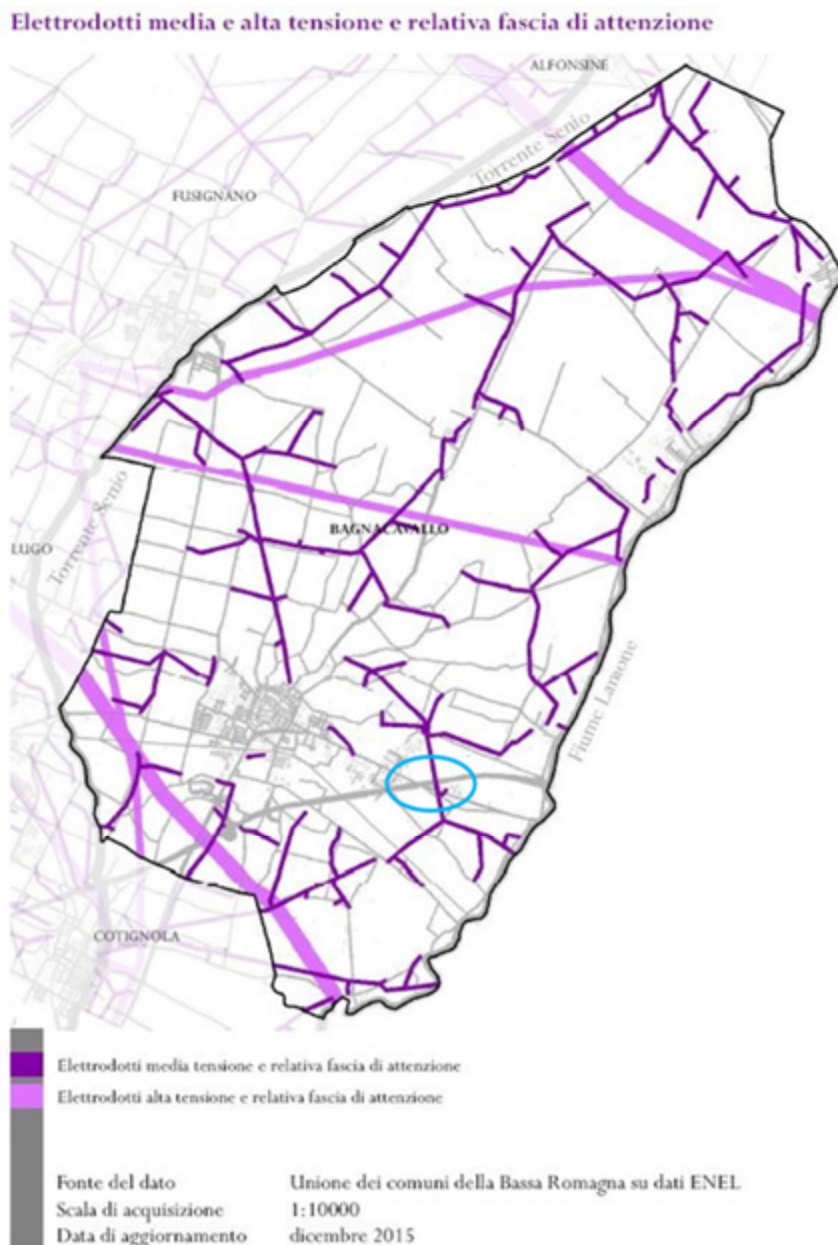 Elettrodotti media e alta tensione e relativa fascia di attenzione
ALFONSINE
Torrente Senio
FUSIGNANO
Torrente Senio
BAGNACAVALLO
LUGO
Fiume Lamone
COTIGNOLA
Elettrodotti media tensione e relativa fascia di attenzione
Elettrodotti alta tensione e relativa fascia di attenzione
Fonte del dato Unione dei comuni della Bassa Romagna su dati ENEL
Scala di acquisizione 1:10000
Data di aggiornamento dicembre 2015